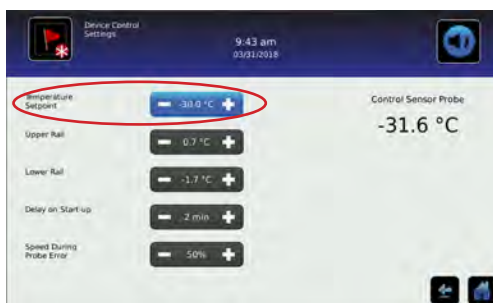 Device Control
Settings
9:43 am
03/31/2018
Temperature
Setpoint
-30.0 °C
Control Sensor Probe
-31.6 °C
Upper Rail
0.7 °C
Lower Rail
-1.7 °C
Delay on Start-up
2 min
Speed During
Probe Error
50%